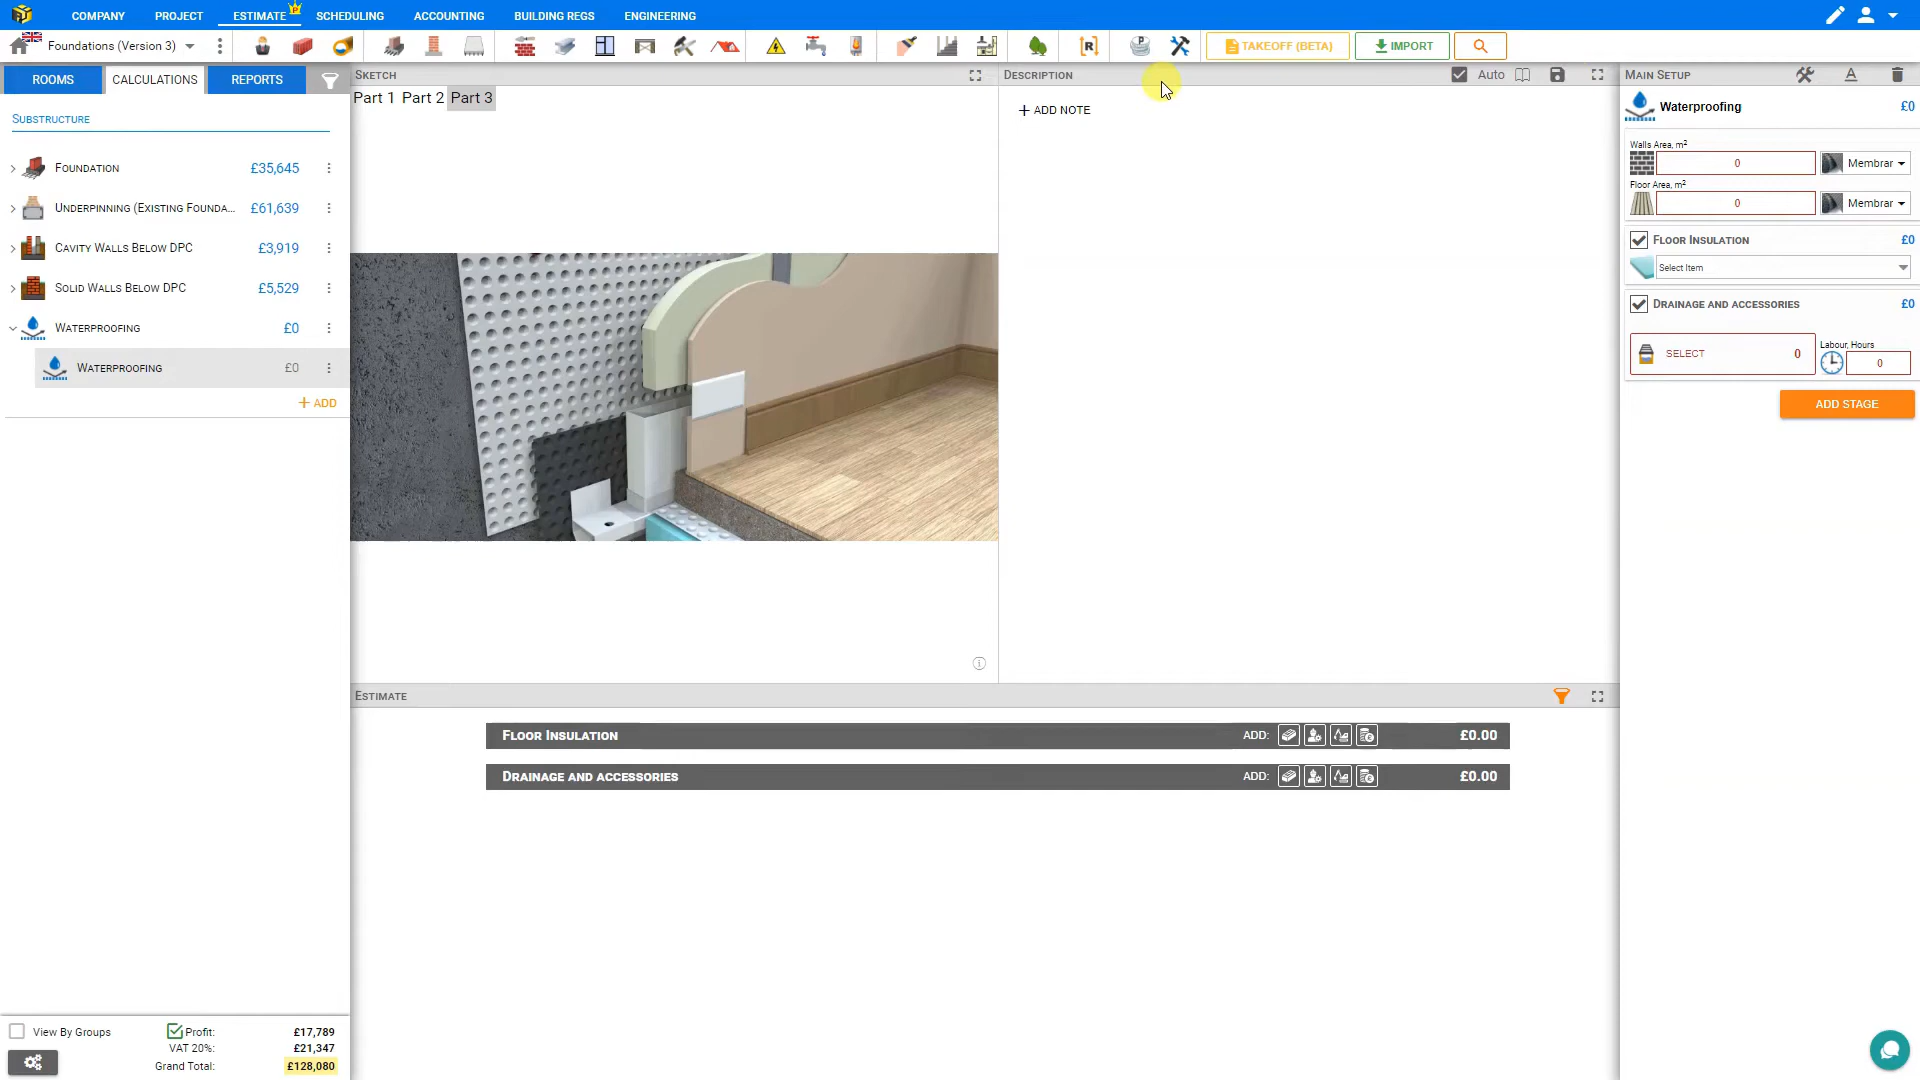 COMPANY PROJECT ESTIMATE SCHEDULING ACCOUNTING BUILDING REGS ENGINEERING
Foundations (Version 3) TAKEOFF (BETA) IMPORT
ROOMS CALCULATIONS REPORTS
SUBSTRUCTURE
FOUNDATION £35,645
UNDERPINNING (EXISTING FOUNDA... £61,639
CAVITY WALLS BELOW DPC £3,919
SOLID WALLS BELOW DPC £5,529
WATERPROOFING £0
WATERPROOFING £0
ADD
View By Groups Profit: £17,789
VAT 20%: £21,347
Grand Total: £128,080
SKETCH
Part 1 Part 2 Part 3
DESCRIPTION Auto
ADD NOTE
ESTIMATE
FLOOR INSULATION ADD: £0.00
DRAINAGE AND ACCESSORIES ADD: £0.00
MAIN SETUP
Waterproofing £0
Walls Area, m²
0 Membrar
Floor Area, m²
0 Membrar
FLOOR INSULATION £0
Select Item
DRAINAGE AND ACCESSORIES £0
SELECT 0
Labour, Hours
0
ADD STAGE